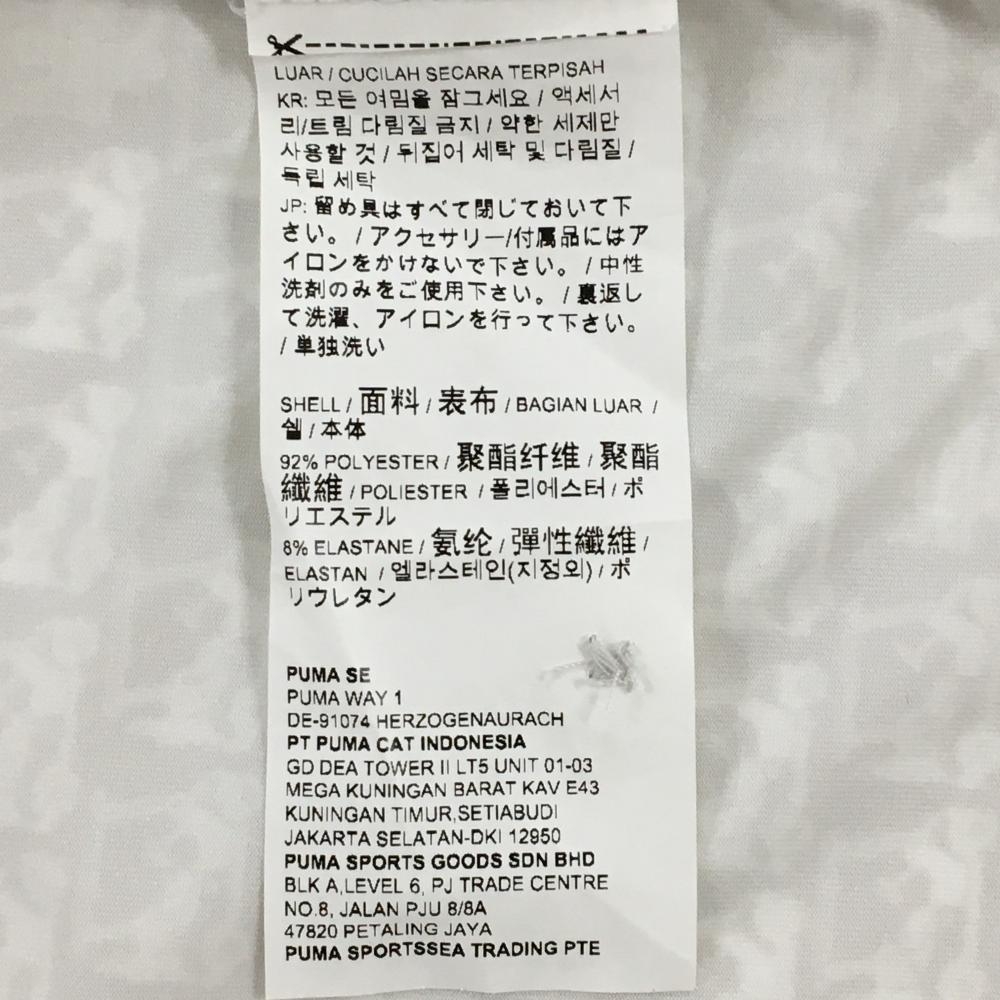 LUAR / CUCILAH SECARA TERPISAH
KR: 모든 여밈을 잠그세요 / 액세서
리/트림 다림질 금지 / 약한 세제만
사용할 것 / 뒤집어 세탁 및 다림질 /
독립 세탁
JP: 留め具はすべて閉じておいて下
さい。 / アクセサリー/付属品にはア
イロンをかけないで下さい。 / 中性
洗剤のみをご使用下さい。 / 裏返し
て洗濯、アイロンを行って下さい。
/ 単独洗い
SHELL / 面料 / 表布 / BAGIAN LUAR /
쉘 / 本体
92% POLYESTER / 聚酯纤维 / 聚酯
纖維 / POLIESTER / 폴리에스터 / ポ
リエステル
8% ELASTANE / 氨纶 / 彈性纖維 /
ELASTAN / 엘라스테인(지정외) / ポ
リウレタン
PUMA SE
PUMA WAY 1
DE-91074 HERZOGENAURACH
PT PUMA CAT INDONESIA
GD DEA TOWER II LT5 UNIT 01-03
MEGA KUNINGAN BARAT KAV E43
KUNINGAN TIMUR,SETIABUDI
JAKARTA SELATAN-DKI 12950
PUMA SPORTS GOODS SDN BHD
BLK A,LEVEL 6, PJ TRADE CENTRE
NO.8, JALAN PJU 8/8A
47820 PETALING JAYA
PUMA SPORTSSEA TRADING PTE